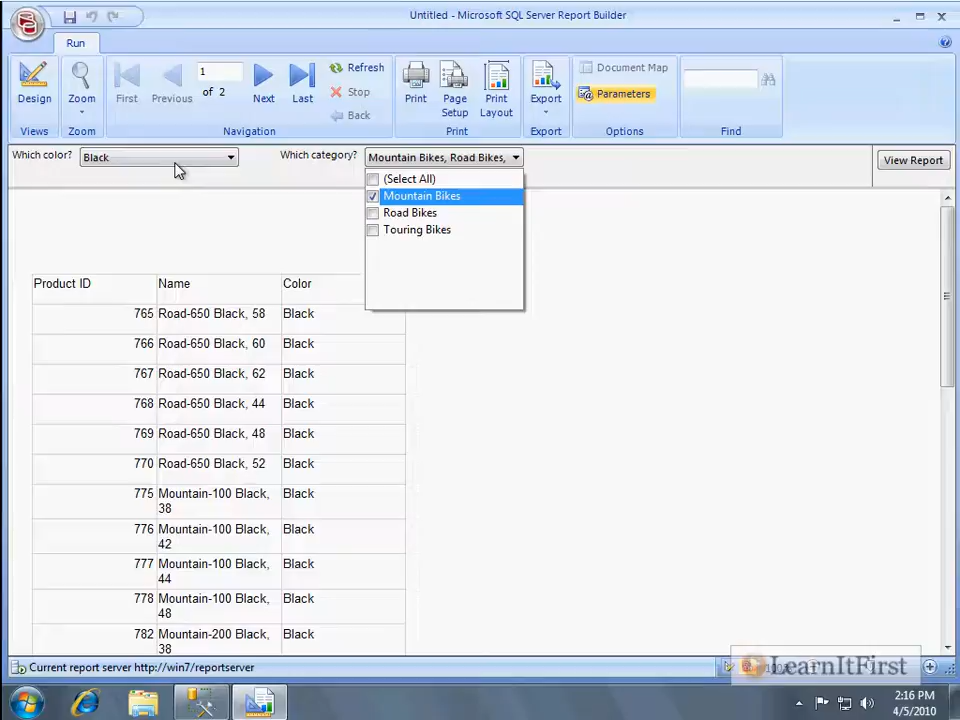 Untitled - Microsoft SQL Server Report Builder
Run
Design
Zoom
First
Previous
1
of 2
Next
Last
Refresh
Stop
Back
Print
Page Setup
Print Layout
Export
Document Map
Parameters
Views
Zoom
Navigation
Print
Export
Options
Find
Which color?
Black
Which category?
Mountain Bikes, Road Bikes,
View Report
(Select All)
Mountain Bikes
Road Bikes
Touring Bikes
Product ID Name Color
765 Road-650 Black, 58 Black
766 Road-650 Black, 60 Black
767 Road-650 Black, 62 Black
768 Road-650 Black, 44 Black
769 Road-650 Black, 48 Black
770 Road-650 Black, 52 Black
775 Mountain-100 Black, Black
38
776 Mountain-100 Black, Black
42
777 Mountain-100 Black, Black
44
778 Mountain-100 Black, Black
48
782 Mountain-200 Black, Black
38
Current report server http://win7/reportserver
LearnItFirst
2:16 PM
4/5/2010